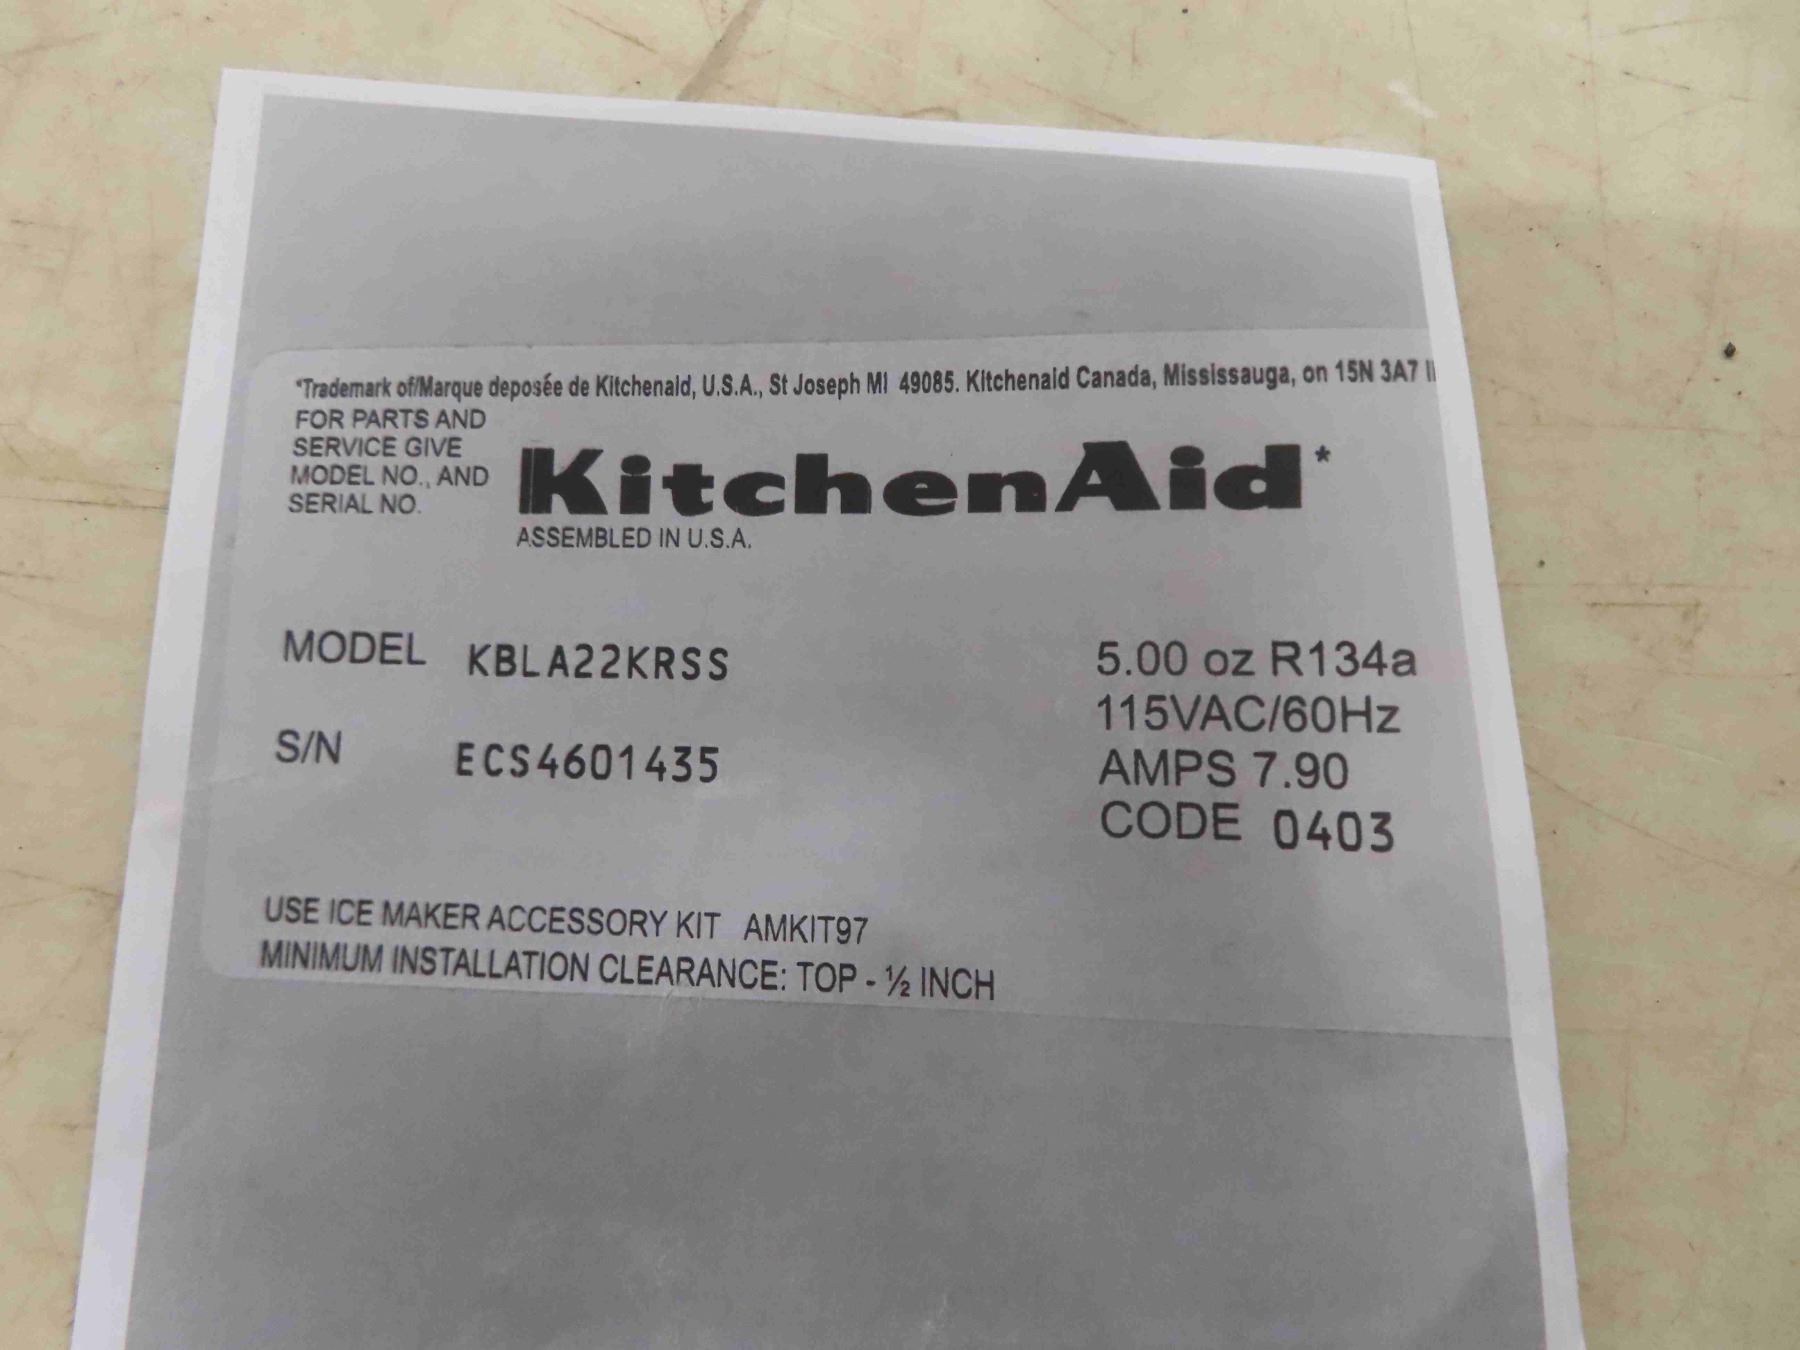 *Trademark of/Marque deposée de Kitchenaid, U.S.A., St Joseph MI 49085. Kitchenaid Canada, Mississauga, on 15N 3A7
FOR PARTS AND
SERVICE GIVE
MODEL NO., AND
SERIAL NO.
KitchenAid*
ASSEMBLED IN U.S.A.
MODEL KBLA22KRSS
S/N ECS4601435
5.00 oz R134a
115VAC/60Hz
AMPS 7.90
CODE 0403
USE ICE MAKER ACCESSORY KIT AMKIT97
MINIMUM INSTALLATION CLEARANCE: TOP - ½ INCH